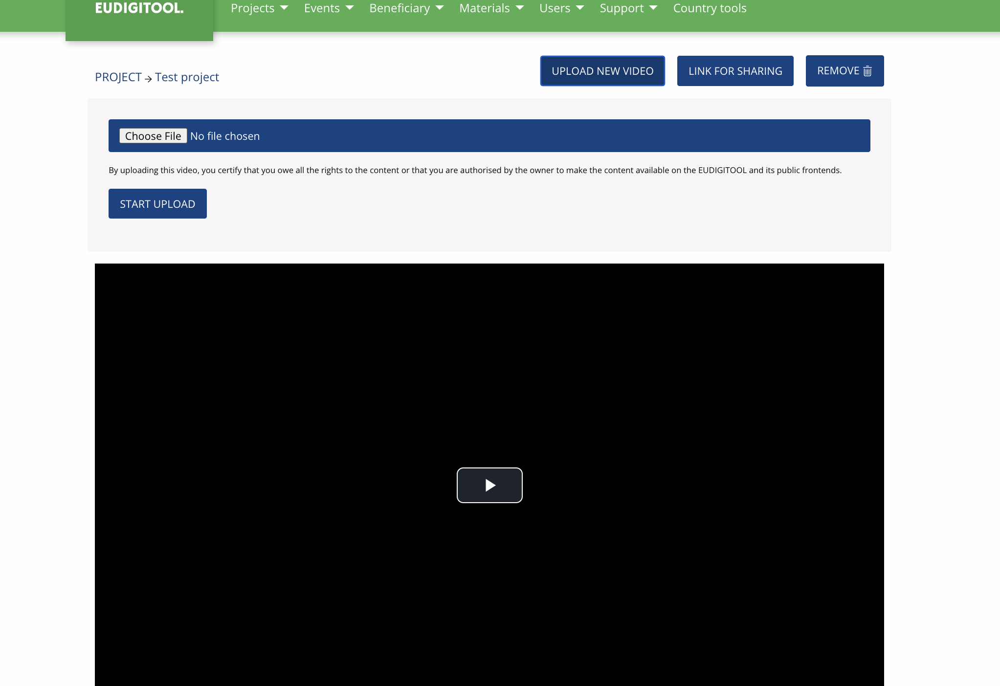 EUDIGITOOL.
Projects Events Beneficiary Materials Users Support Country tools
PROJECT → Test project
UPLOAD NEW VIDEO LINK FOR SHARING REMOVE
Choose File No file chosen
By uploading this video, you certify that you owe all the rights to the content or that you are authorised by the owner to make the content available on the EUDIGITOOL and its public frontends.
START UPLOAD